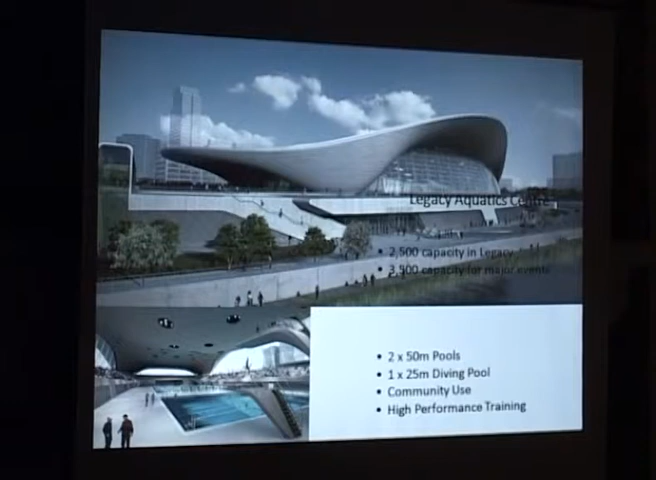 Legacy Aquatics Centre
• 2,500 capacity in Legacy
• 3,500 capacity for major events
• 2 x 50m Pools
• 1 x 25m Diving Pool
• Community Use
• High Performance Training